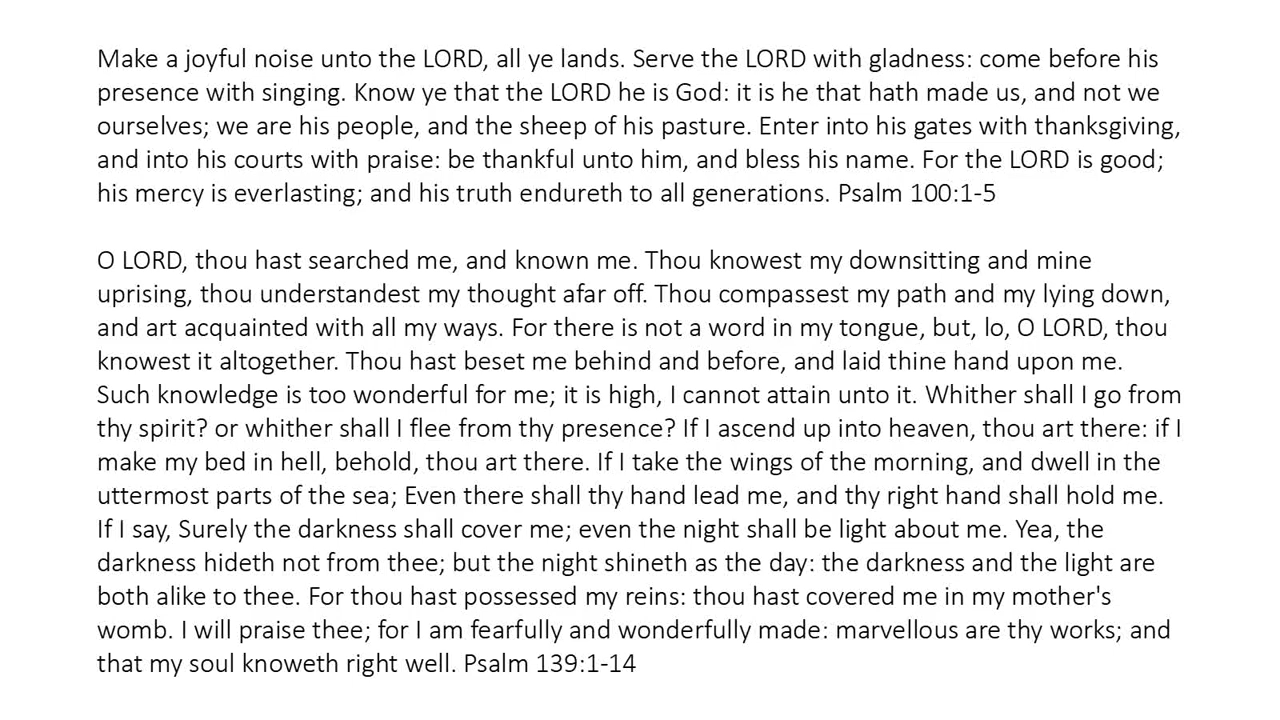 Make a joyful noise unto the LORD, all ye lands. Serve the LORD with gladness: come before his
presence with singing. Know ye that the LORD he is God: it is he that hath made us, and not we
ourselves; we are his people, and the sheep of his pasture. Enter into his gates with thanksgiving,
and into his courts with praise: be thankful unto him, and bless his name. For the LORD is good;
his mercy is everlasting; and his truth endureth to all generations. Psalm 100:1-5
O LORD, thou hast searched me, and known me. Thou knowest my downsitting and mine
uprising, thou understandest my thought afar off. Thou compassest my path and my lying down,
and art acquainted with all my ways. For there is not a word in my tongue, but, lo, O LORD, thou
knowest it altogether. Thou hast beset me behind and before, and laid thine hand upon me.
Such knowledge is too wonderful for me; it is high, I cannot attain unto it. Whither shall I go from
thy spirit? or whither shall I flee from thy presence? If I ascend up into heaven, thou art there: if I
make my bed in hell, behold, thou art there. If I take the wings of the morning, and dwell in the
uttermost parts of the sea; Even there shall thy hand lead me, and thy right hand shall hold me.
If I say, Surely the darkness shall cover me; even the night shall be light about me. Yea, the
darkness hideth not from thee; but the night shineth as the day: the darkness and the light are
both alike to thee. For thou hast possessed my reins: thou hast covered me in my mother's
womb. I will praise thee; for I am fearfully and wonderfully made: marvellous are thy works; and
that my soul knoweth right well. Psalm 139:1-14